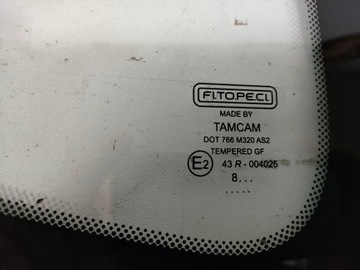 F.I.TO.PE.C.I.
MADE BY
TAMCAM
DOT 766 M320 AS2
TEMPERED GF
E2 43 R - 004025
8...
.....